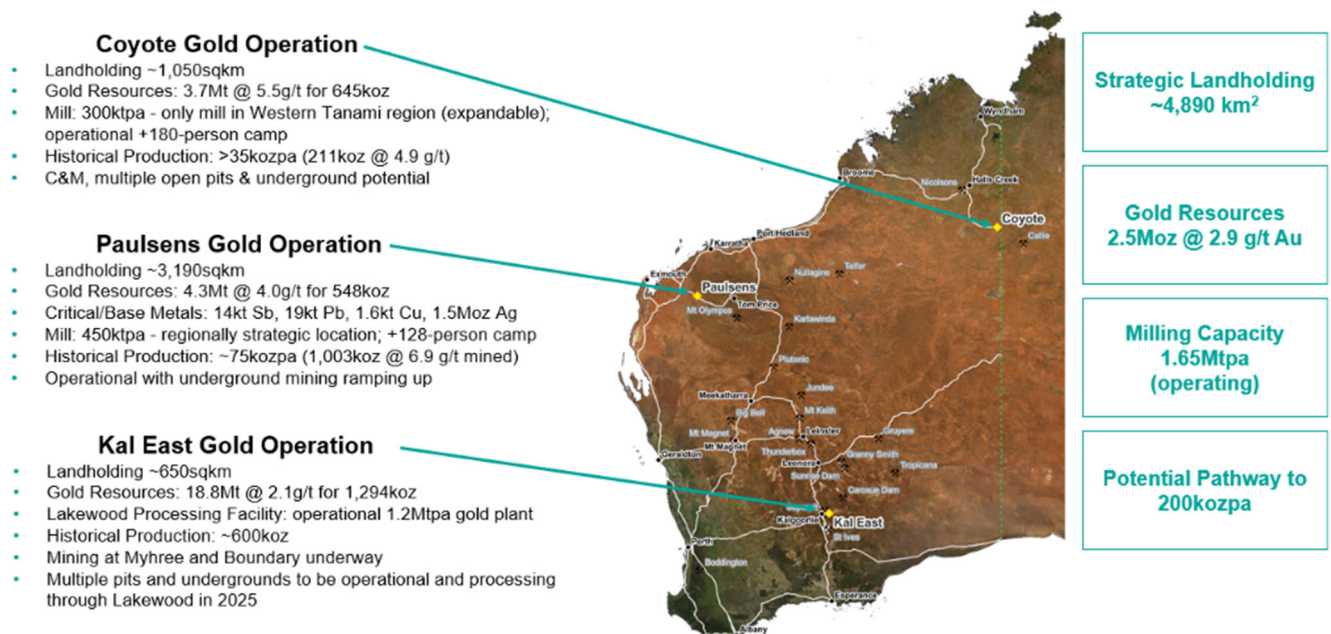 Coyote Gold Operation
• Landholding ~1,050sqkm
• Gold Resources: 3.7Mt @ 5.5g/t for 645koz
• Mill: 300ktpa - only mill in Western Tanami region (expandable);
operational +180-person camp
• Historical Production: >35kozpa (211koz @ 4.9 g/t)
• C&M, multiple open pits & underground potential
Paulsens Gold Operation
• Landholding ~3,190sqkm
• Gold Resources: 4.3Mt @ 4.0g/t for 548koz
• Critical/Base Metals: 14kt Sb, 19kt Pb, 1.6kt Cu, 1.5Moz Ag
• Mill: 450ktpa - regionally strategic location; +128-person camp
• Historical Production: ~75kozpa (1,003koz @ 6.9 g/t mined)
• Operational with underground mining ramping up
Kal East Gold Operation
• Landholding ~650sqkm
• Gold Resources: 18.8Mt @ 2.1g/t for 1,294koz
• Lakewood Processing Facility: operational 1.2Mtpa gold plant
• Historical Production: ~600koz
• Mining at Myhree and Boundary underway
• Multiple pits and undergrounds to be operational and processing
through Lakewood in 2025
Wyndham
Broome
Nicolsons
Halls Creek
Coyote
Callie
Port Hedland
Karratha
Exmouth
Nullagine
Telfer
Paulsens
Tom Price
Mt Olympus
Karlawinda
Plutonic
Jundee
Meekatharra
Big Bell
Mt Keith
Mt Magnet
Mt Magnet
Agnew
Leinster
Gruyere
Geraldton
Thunderbox
Leonora
Granny Smith
Sunrise Dam
Tropicana
Carosue Dam
Kalgoorlie
Kal East
St Ives
Perth
Boddington
Esperance
Albany
Strategic Landholding
~4,890 km²
Gold Resources
2.5Moz @ 2.9 g/t Au
Milling Capacity
1.65Mtpa
(operating)
Potential Pathway to
200kozpa